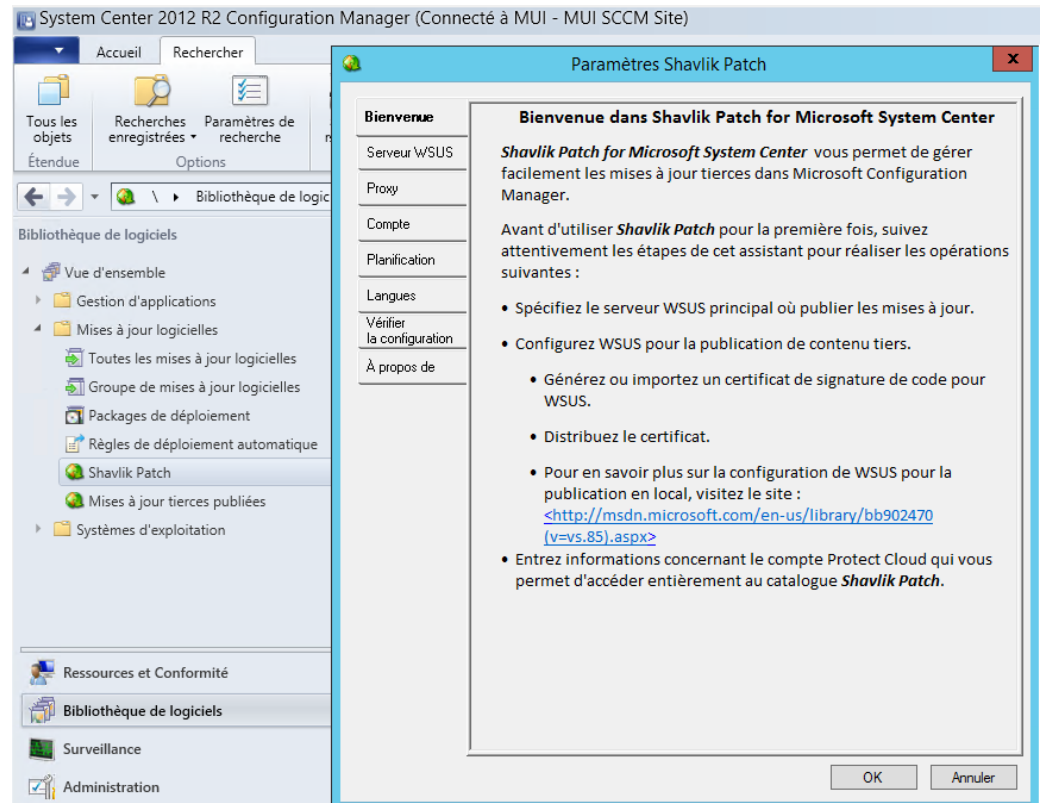 System Center 2012 R2 Configuration Manager (Connecté à MUI - MUI SCCM Site)
Accueil
Rechercher
Tous les
objets
Recherches
enregistrées
Paramètres de
recherche
Étendue
Options
\ Bibliothèque de logic
Bibliothèque de logiciels
Vue d'ensemble
Gestion d'applications
Mises à jour logicielles
Toutes les mises à jour logicielles
Groupe de mises à jour logicielles
Packages de déploiement
Règles de déploiement automatique
Shavlik Patch
Mises à jour tierces publiées
Systèmes d'exploitation
Ressources et Conformité
Bibliothèque de logiciels
Surveillance
Administration
Paramètres Shavlik Patch
x
Bienvenue
Serveur WSUS
Proxy
Compte
Planification
Langues
Vérifier
la configuration
À propos de
Bienvenue dans Shavlik Patch for Microsoft System Center
Shavlik Patch for Microsoft System Center vous permet de gérer
facilement les mises à jour tierces dans Microsoft Configuration
Manager.
Avant d'utiliser Shavlik Patch pour la première fois, suivez
attentivement les étapes de cet assistant pour réaliser les opérations
suivantes :
• Spécifiez le serveur WSUS principal où publier les mises à jour.
• Configurez WSUS pour la publication de contenu tiers.
• Générez ou importez un certificat de signature de code pour
WSUS.
• Distribuez le certificat.
• Pour en savoir plus sur la configuration de WSUS pour la
publication en local, visitez le site :
<http://msdn.microsoft.com/en-us/library/bb902470
(v=vs.85).aspx>
• Entrez informations concernant le compte Protect Cloud qui vous
permet d'accéder entièrement au catalogue Shavlik Patch.
OK
Annuler